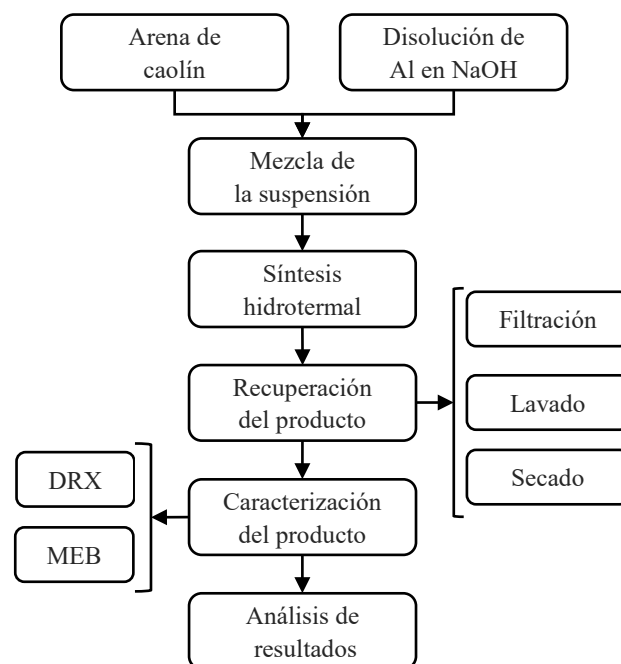 Arena de
caolín
Disolución de
Al en NaOH
Mezcla de
la suspensión
Síntesis
hidrotermal
Filtración
Recuperación
del producto
Lavado
Secado
DRX
Caracterización
del producto
MEB
Análisis de
resultados